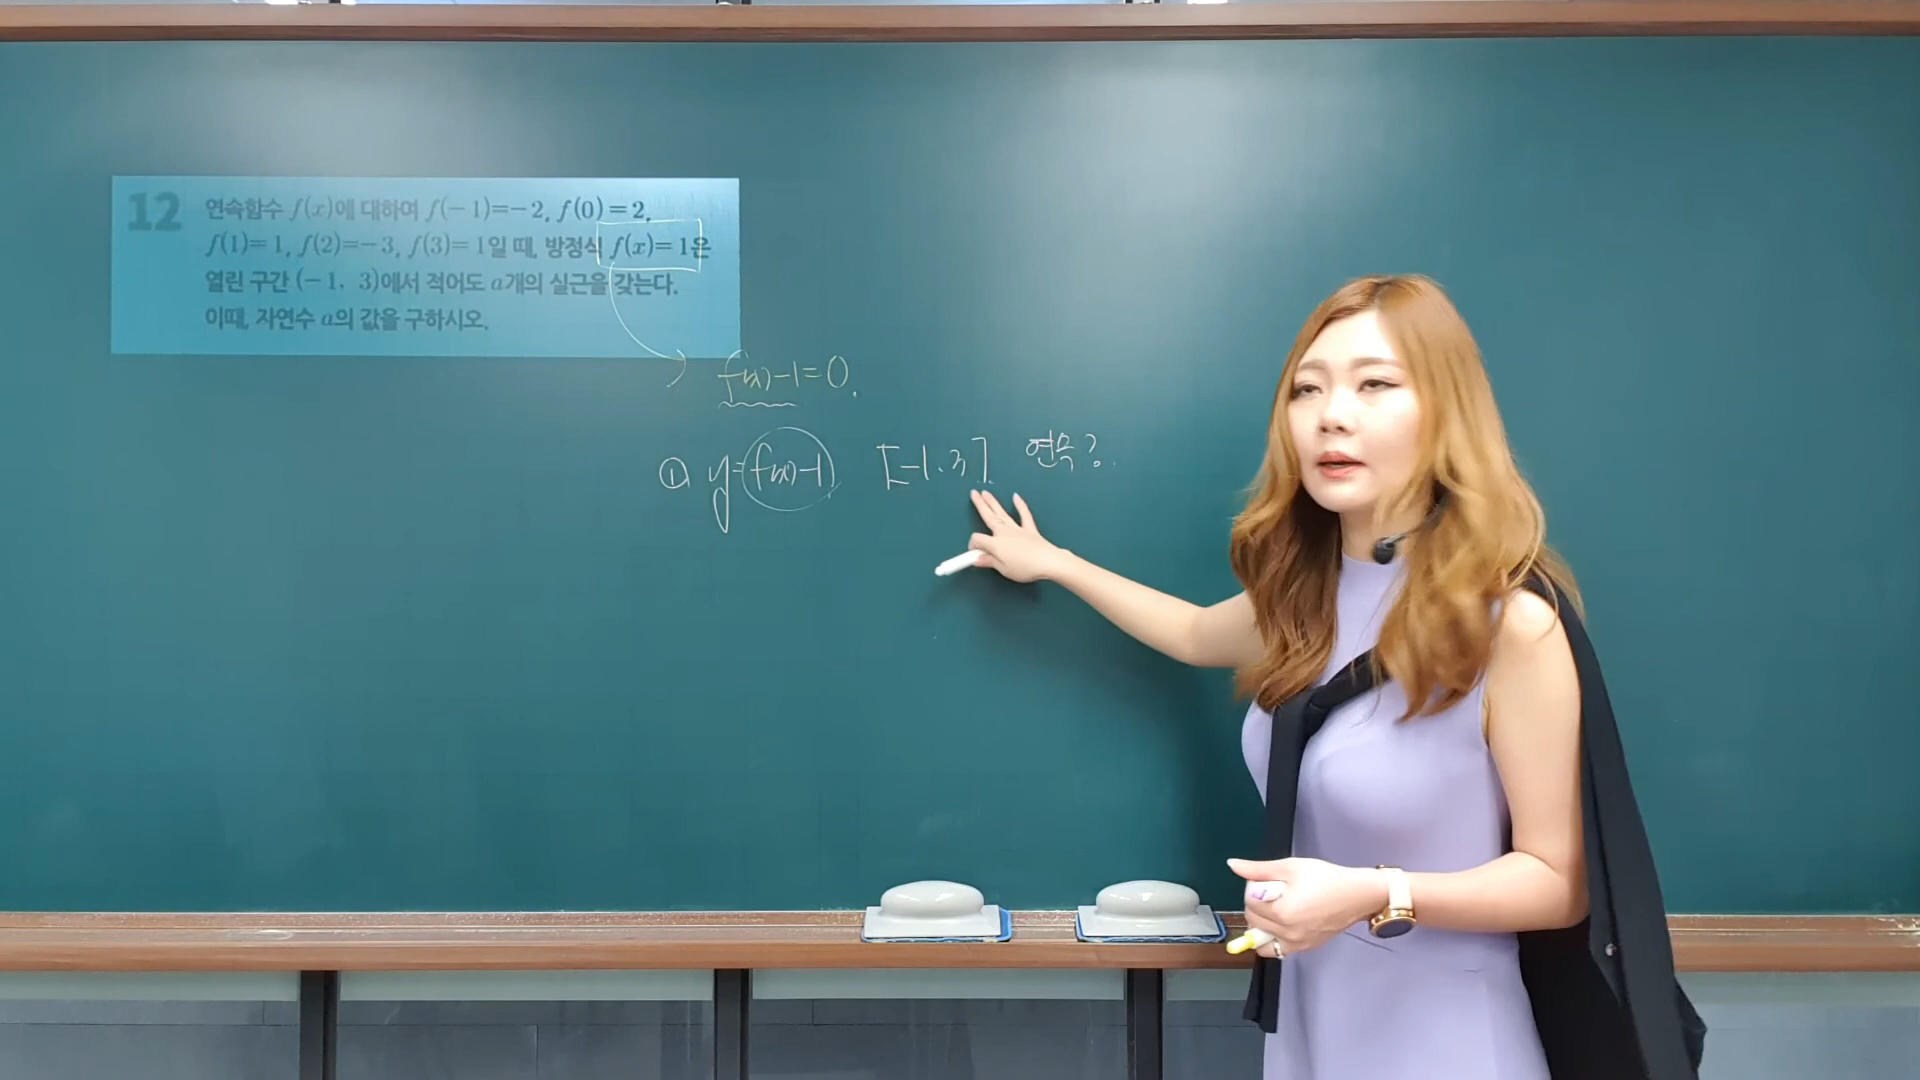 12 연속함수 f(x)에 대하여 f(-1)=-2, f(0)=2,
f(1)=1, f(2)=-3, f(3)=1일 때, 방정식 f(x)=1은
열린 구간 (-1, 3)에서 적어도 a개의 실근을 갖는다.
이때, 자연수 a의 값을 구하시오.
f(x)-1=0.
① y=f(x)-1 [-1, 3] 연속?